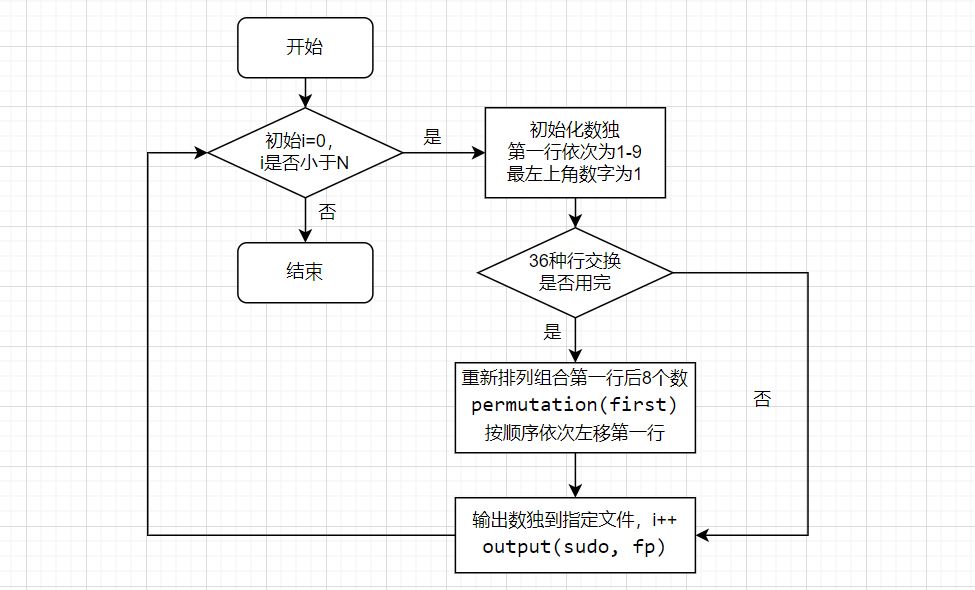 开始
初始i=0，
i是否小于N
是
否
结束
初始化数独
第一行依次为1-9
最左上角数字为1
36种行交换
是否用完
是
否
重新排列组合第一行后8个数
permutation(first)
按顺序依次左移第一行
输出数独到指定文件，i++
output(sudo, fp)